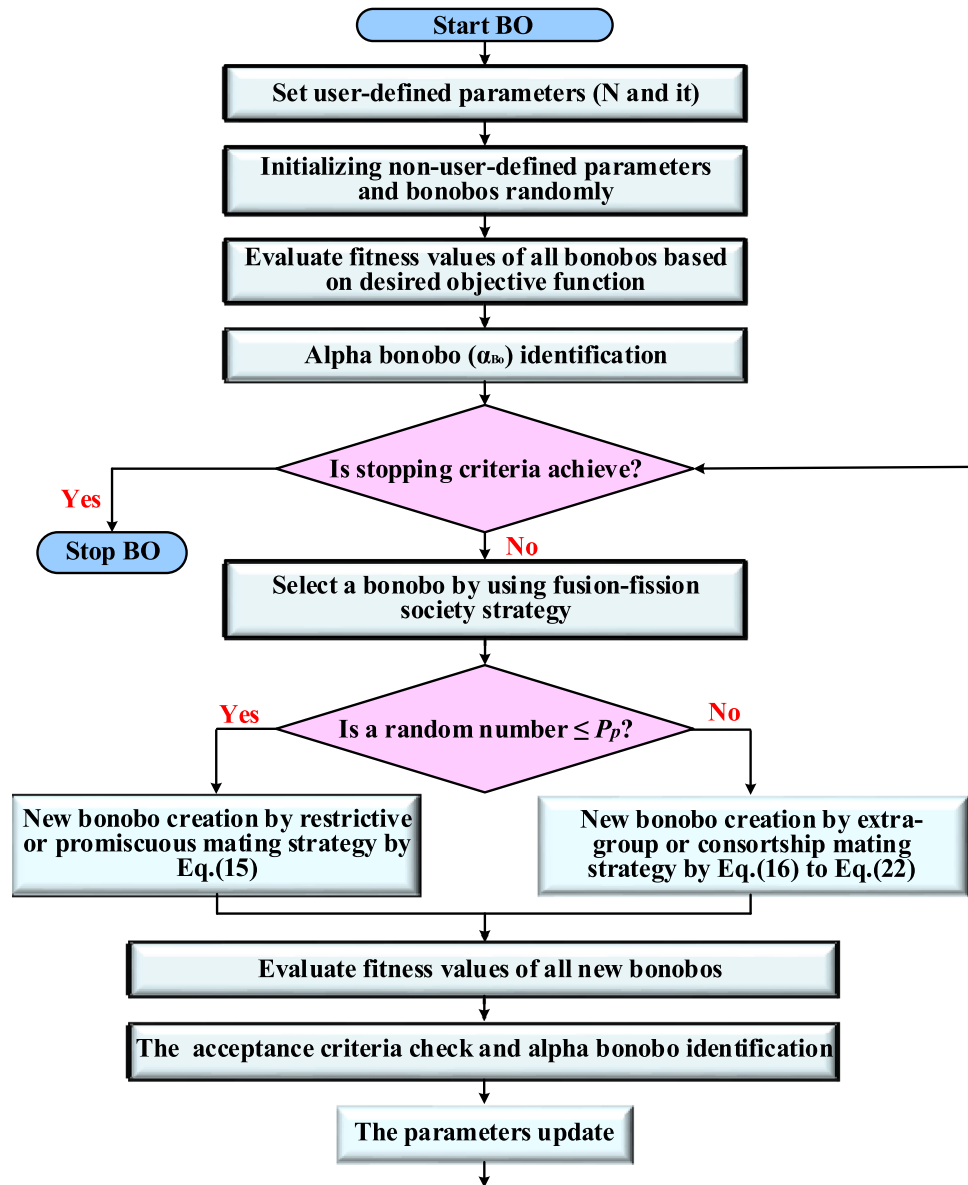 Start BO
Set user-defined parameters (N and it)
Initializing non-user-defined parameters
and bonobos randomly
Evaluate fitness values of all bonobos based
on desired objective function
Alpha bonobo (αBo) identification
Is stopping criteria achieve?
Yes
Stop BO
No
Select a bonobo by using fusion-fission
society strategy
Yes
Is a random number ≤ Pp?
No
New bonobo creation by restrictive
or promiscuous mating strategy by
Eq.(15)
New bonobo creation by extra-
group or consortship mating
strategy by Eq.(16) to Eq.(22)
Evaluate fitness values of all new bonobos
The acceptance criteria check and alpha bonobo identification
The parameters update